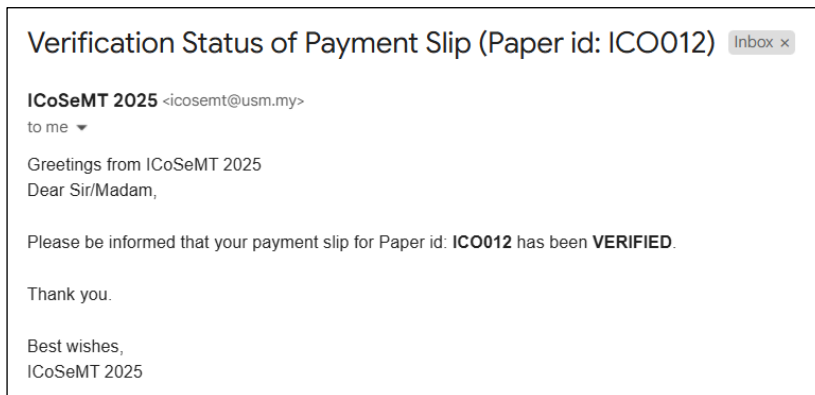 Verification Status of Payment Slip (Paper id: ICO012) Inbox ×
ICoSeMT 2025 <icosemt@usm.my>
to me
Greetings from ICoSeMT 2025
Dear Sir/Madam,
Please be informed that your payment slip for Paper id: ICO012 has been VERIFIED.
Thank you.
Best wishes,
ICoSeMT 2025